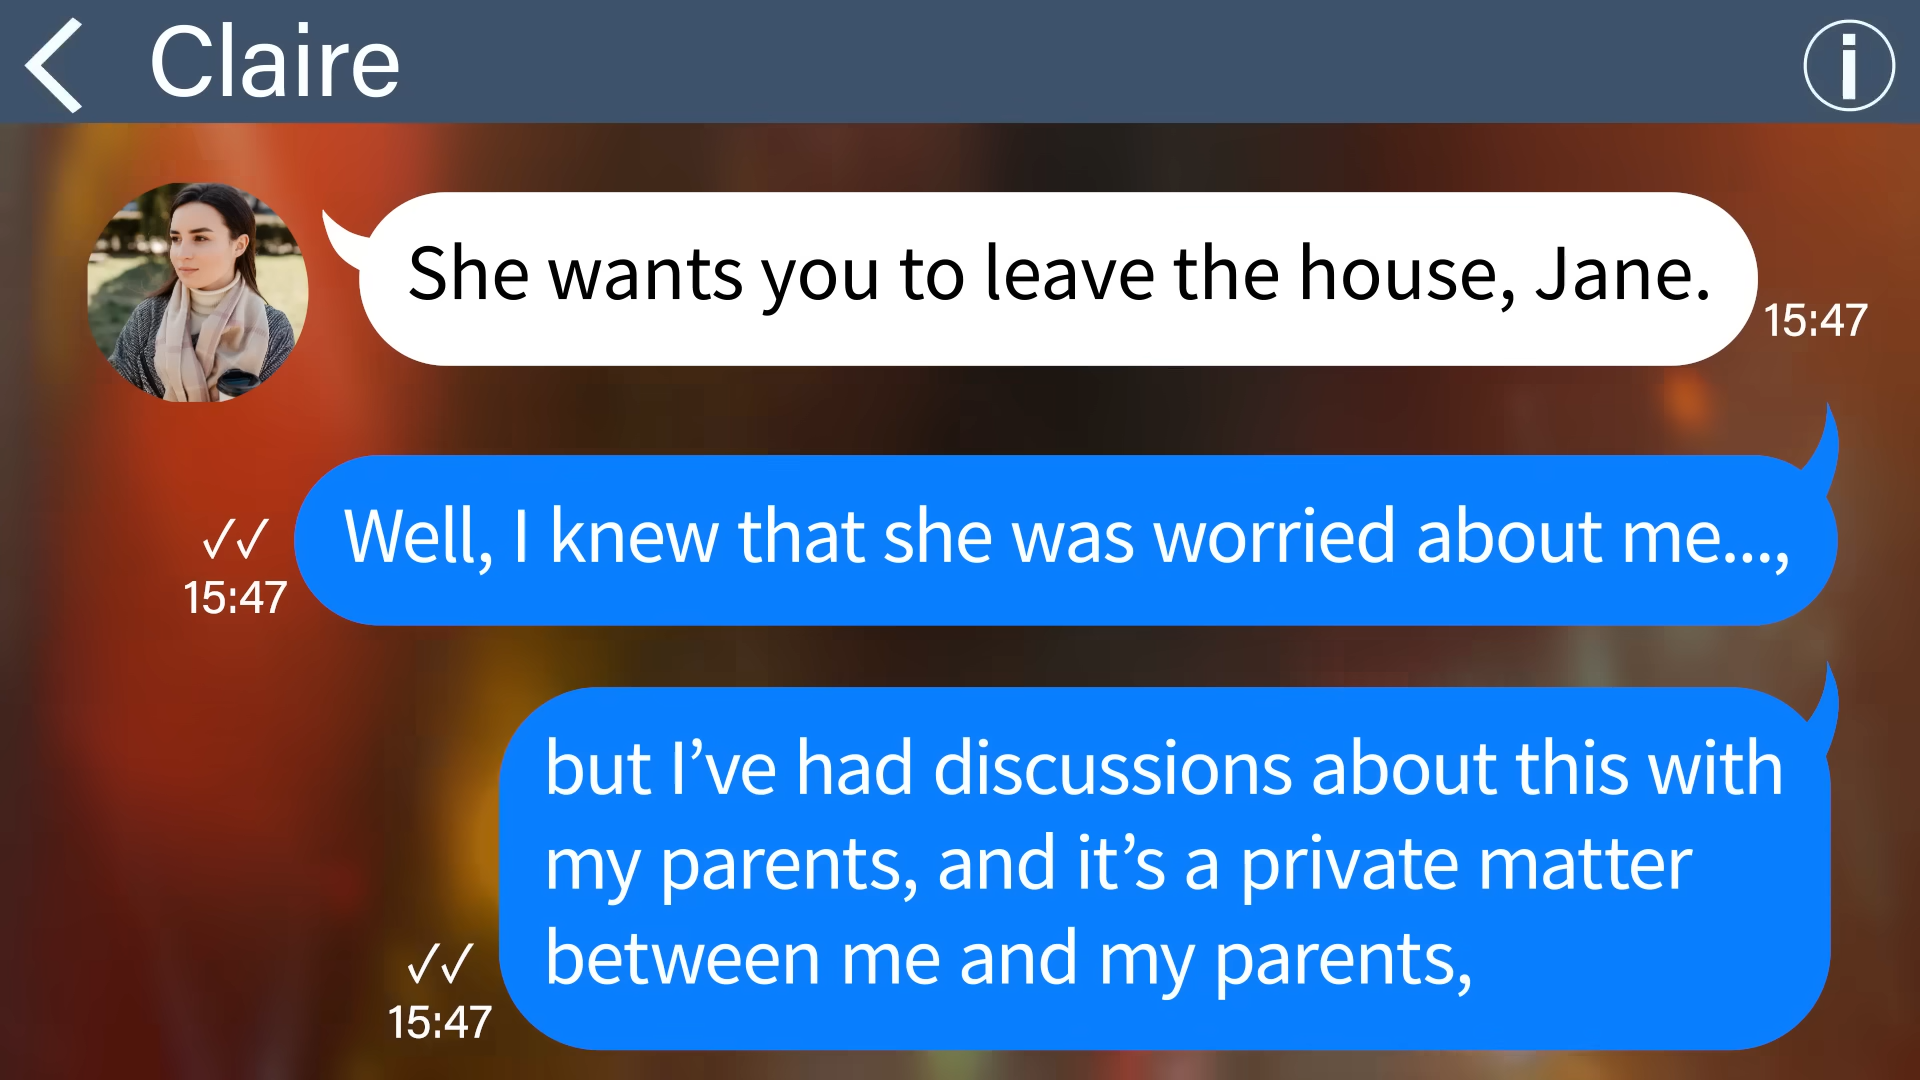 Claire
She wants you to leave the house, Jane.
15:47
Well, I knew that she was worried about me...,
15:47
but I’ve had discussions about this with
my parents, and it’s a private matter
between me and my parents,
15:47